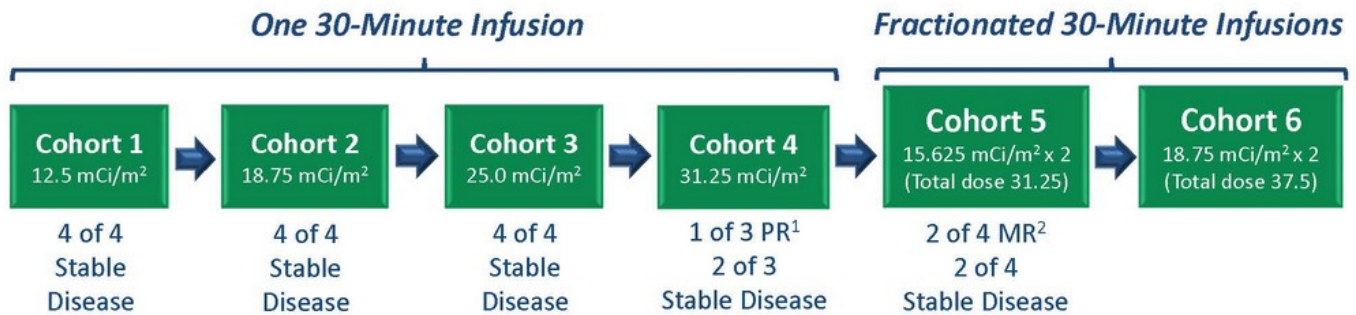 One 30-Minute Infusion
Fractionated 30-Minute Infusions
Cohort 1
12.5 mCi/m²
Cohort 2
18.75 mCi/m²
Cohort 3
25.0 mCi/m²
Cohort 4
31.25 mCi/m²
Cohort 5
15.625 mCi/m² x 2
(Total dose 31.25)
Cohort 6
18.75 mCi/m² x 2
(Total dose 37.5)
4 of 4
Stable
Disease
4 of 4
Stable
Disease
4 of 4
Stable
Disease
1 of 3 PR¹
2 of 3
Stable Disease
2 of 4 MR²
2 of 4
Stable Disease